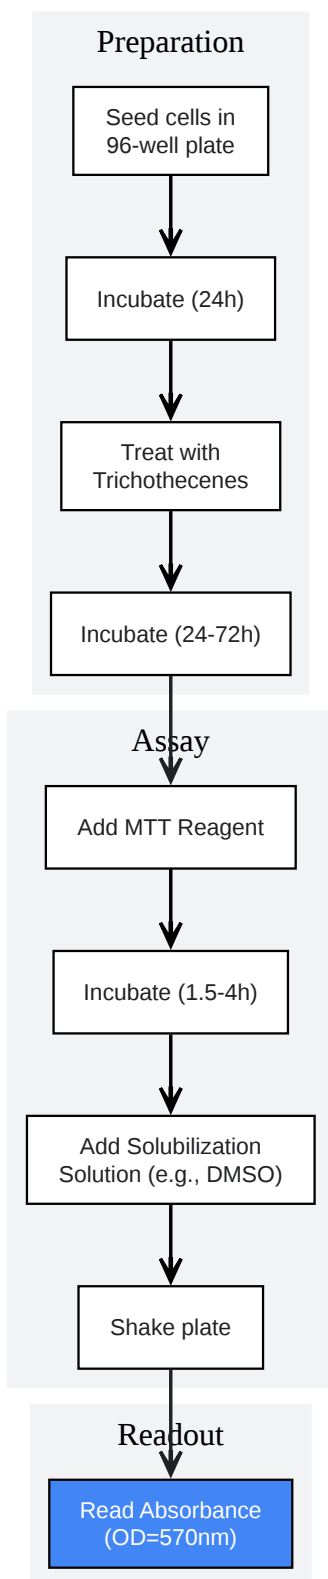 Preparation
Seed cells in
96-well plate
Incubate (24h)
Treat with
Trichothecenes
Incubate (24-72h)
Assay
Add MTT Reagent
Incubate (1.5-4h)
Add Solubilization
Solution (e.g., DMSO)
Shake plate
Readout
Read Absorbance
(OD=570nm)